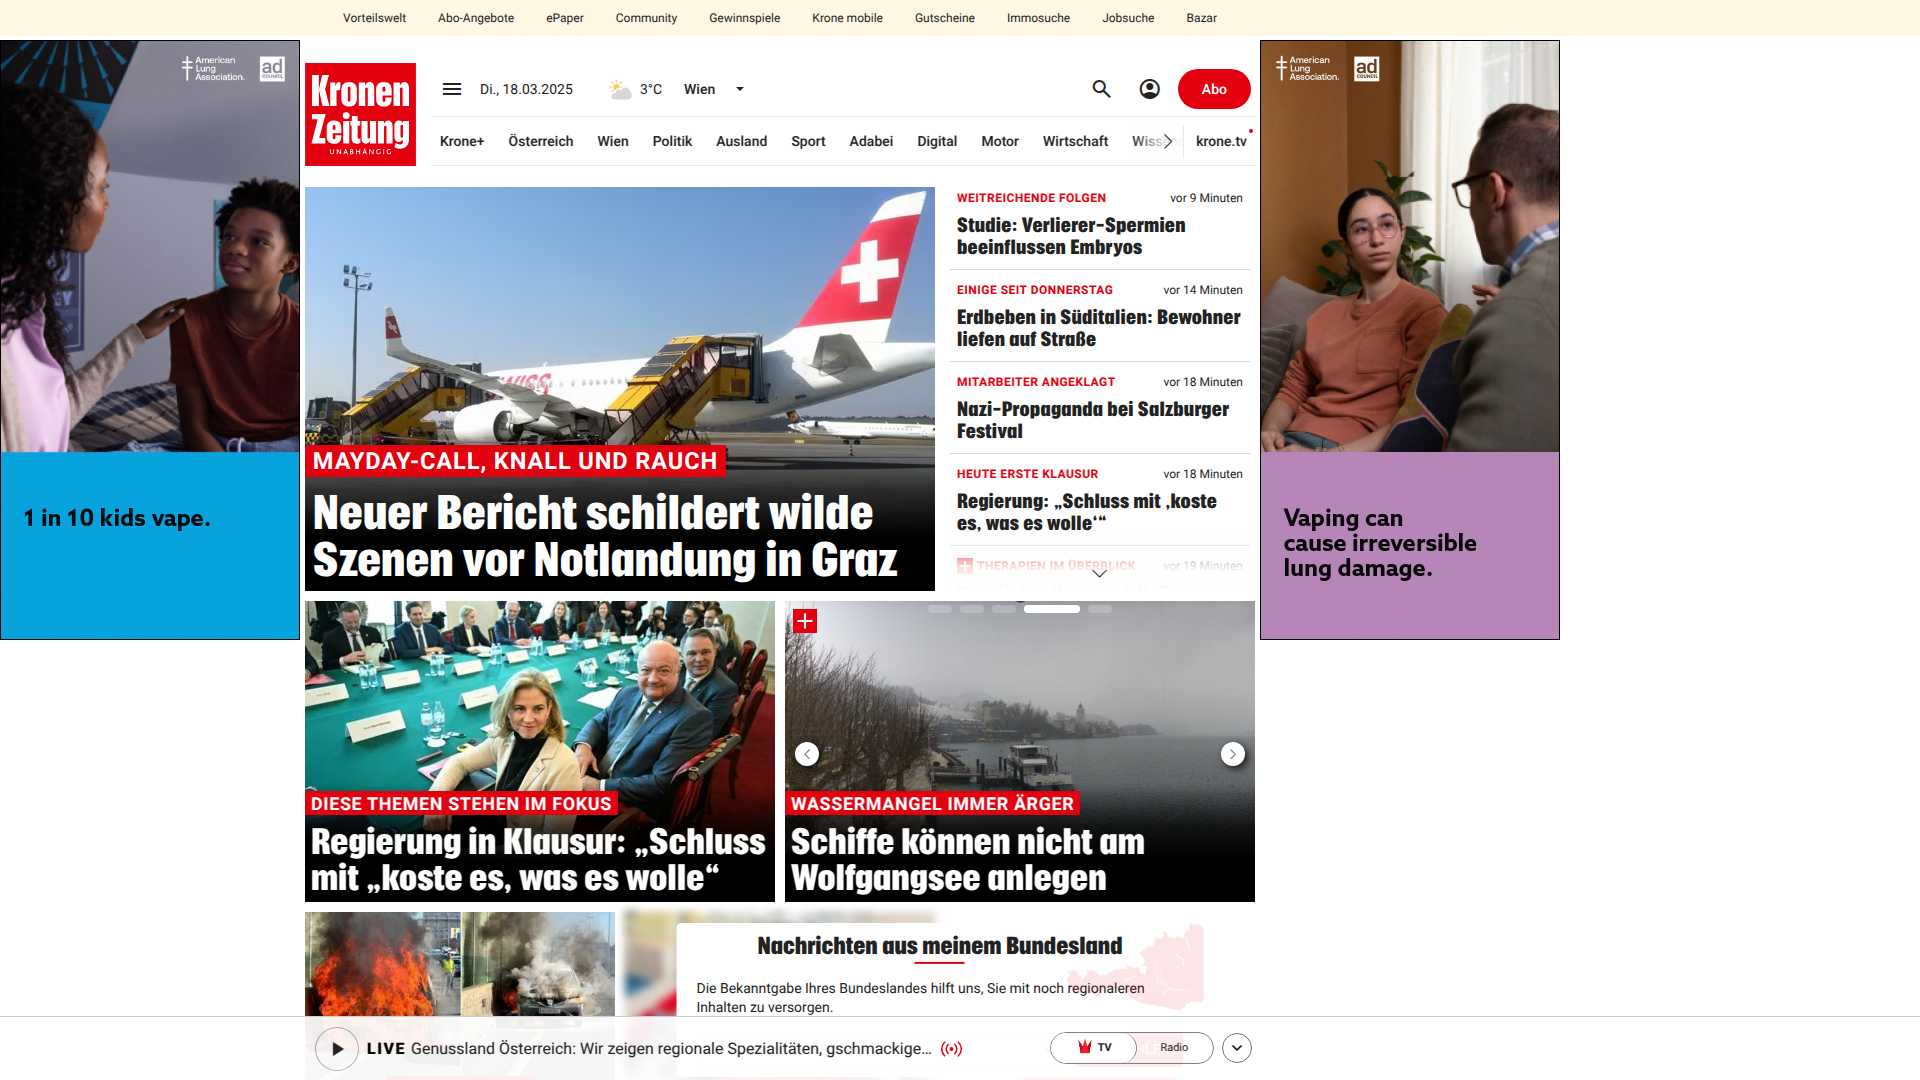 Vorteilswelt Abo-Angebote ePaper Community Gewinnspiele Krone mobile Gutscheine Immosuche Jobsuche Bazar
American
Lung
Association.
ad
COUNCIL
1 in 10 kids vape.
Kronen
Zeitung
UNABHÄNGIG
Di., 18.03.2025 3°C Wien
Abo
Krone+ Österreich Wien Politik Ausland Sport Adabei Digital Motor Wirtschaft krone.tv
SWISS
MAYDAY-CALL, KNALL UND RAUCH
Neuer Bericht schildert wilde
Szenen vor Notlandung in Graz
WEITREICHENDE FOLGEN vor 9 Minuten
Studie: Verlierer-Spermien
beeinflussen Embryos
EINIGE SEIT DONNERSTAG vor 14 Minuten
Erdbeben in Süditalien: Bewohner
liefen auf Straße
MITARBEITER ANGEKLAGT vor 18 Minuten
Nazi-Propaganda bei Salzburger
Festival
HEUTE ERSTE KLAUSUR vor 18 Minuten
Regierung: „Schluss mit ‚koste
es, was es wolle‘“
THERAPIEN IM ÜBERBLICK vor 19 Minuten
American
Lung
Association.
ad
COUNCIL
Vaping can
cause irreversible
lung damage.
DIESE THEMEN STEHEN IM FOKUS
Regierung in Klausur: „Schluss
mit „koste es, was es wolle“
WASSERMANGEL IMMER ÄRGER
Schiffe können nicht am
Wolfgangsee anlegen
Nachrichten aus meinem Bundesland
Die Bekanntgabe Ihres Bundeslandes hilft uns, Sie mit noch regionaleren
Inhalten zu versorgen.
LIVE Genussland Österreich: Wir zeigen regionale Spezialitäten, gschmackige...
TV Radio